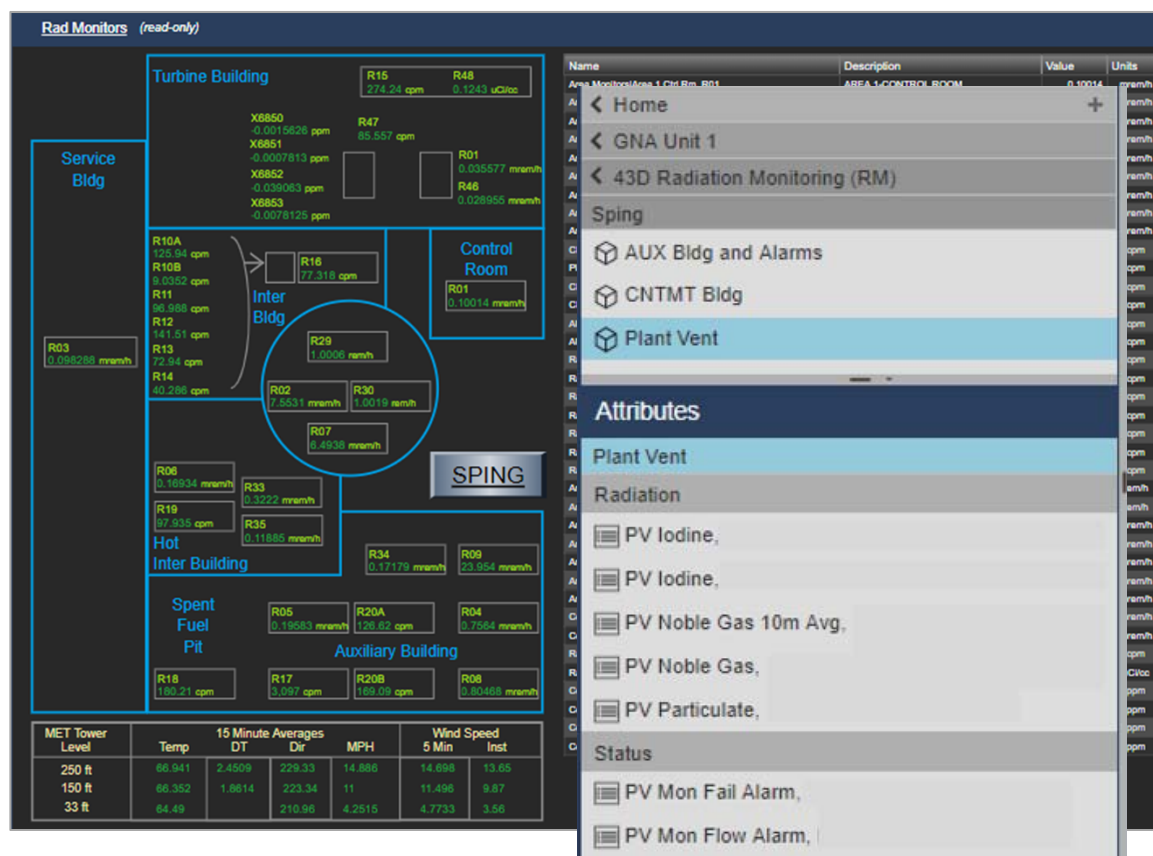 Rad Monitors (read-only)
Turbine Building
R15 R48
274.24 cpm 0.1243 uCi/cc
X6850
-0.0015626 ppm
X6851
-0.0007813 ppm
X6852
-0.039063 ppm
X6853
-0.0078125 ppm
R47
85.557 cpm
R01
0.035577 mrem/h
R46
0.028955 mrem/h
Service
Bldg
R03
0.098288 mrem/h
R10A
125.94 cpm
R10B
9.0352 cpm
R11
96.988 cpm
R12
141.51 cpm
R13
72.94 cpm
R14
40.286 cpm
R16
77.318 cpm
Inter
Bldg
Control
Room
R01
0.10014 mrem/h
R29
1.0006 rem/h
R02
7.5531 mrem/h
R30
1.0019 rem/h
R07
6.4938 mrem/h
SPING
R06
0.16934 mrem/h
R33
0.3222 mrem/h
R19
97.935 cpm
R35
0.11885 mrem/h
Hot
Inter Building
R34
0.17179 mrem/h
R09
23.954 mrem/h
Spent
Fuel
Pit
R05
0.19583 mrem/h
R20A
126.62 cpm
R04
0.7564 mrem/h
Auxiliary Building
R18
180.21 cpm
R17
3,097 cpm
R20B
169.09 cpm
R08
0.80468 mrem/h
MET Tower 15 Minute Averages Wind Speed
Level Temp DT Dir MPH 5 Min Inst
250 ft 66.941 2.4509 229.33 14.886 14.698 13.65
150 ft 66.352 1.8614 223.34 11 11.496 9.87
33 ft 64.49 210.96 4.2515 4.7733 3.56
Name Description Value Units
Area Monitors/Area 1 Ctrl Rm R01 AREA 1-CONTROL ROOM 0.10014 mrem/h
Home +
GNA Unit 1
43D Radiation Monitoring (RM)
Sping
AUX Bldg and Alarms
CNTMT Bldg
Plant Vent
Attributes
Plant Vent
Radiation
PV Iodine,
PV Iodine,
PV Noble Gas 10m Avg,
PV Noble Gas,
PV Particulate,
Status
PV Mon Fail Alarm,
PV Mon Flow Alarm,